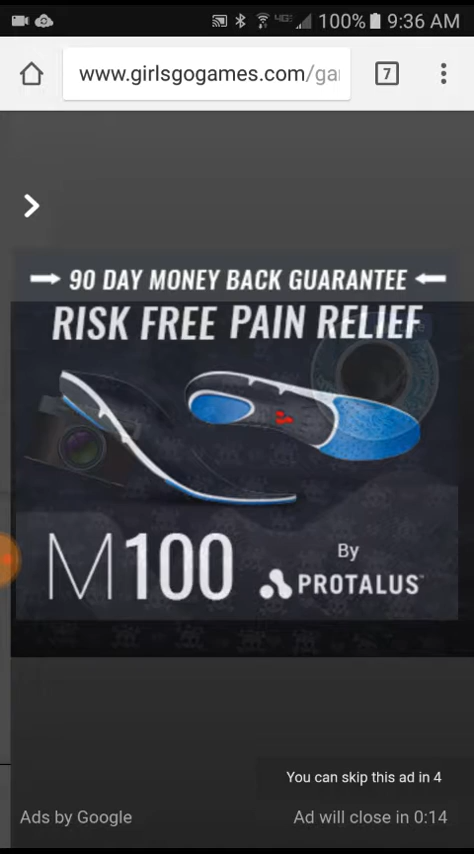 100% 9:36 AM
www.girlsgogames.com/ga
7
90 DAY MONEY BACK GUARANTEE
RISK FREE PAIN RELIEF
M100
By
PROTALUS™
You can skip this ad in 4
Ads by Google
Ad will close in 0:14